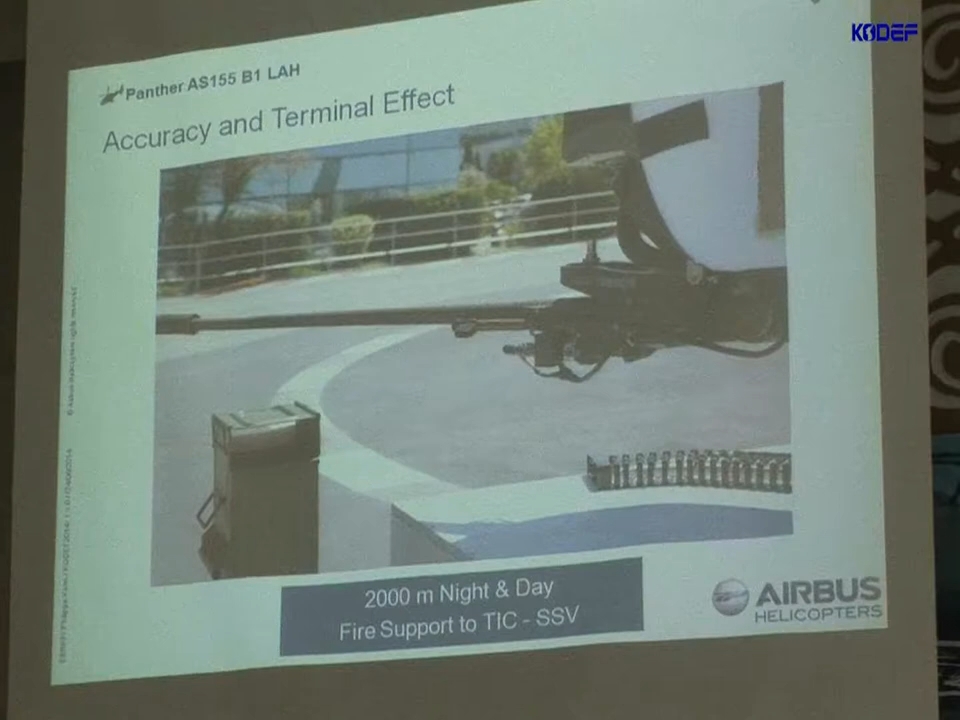 KODEF
Panther AS155 B1 LAH
Accuracy and Terminal Effect
2000 m Night & Day
Fire Support to TIC - SSV
AIRBUS
HELICOPTERS